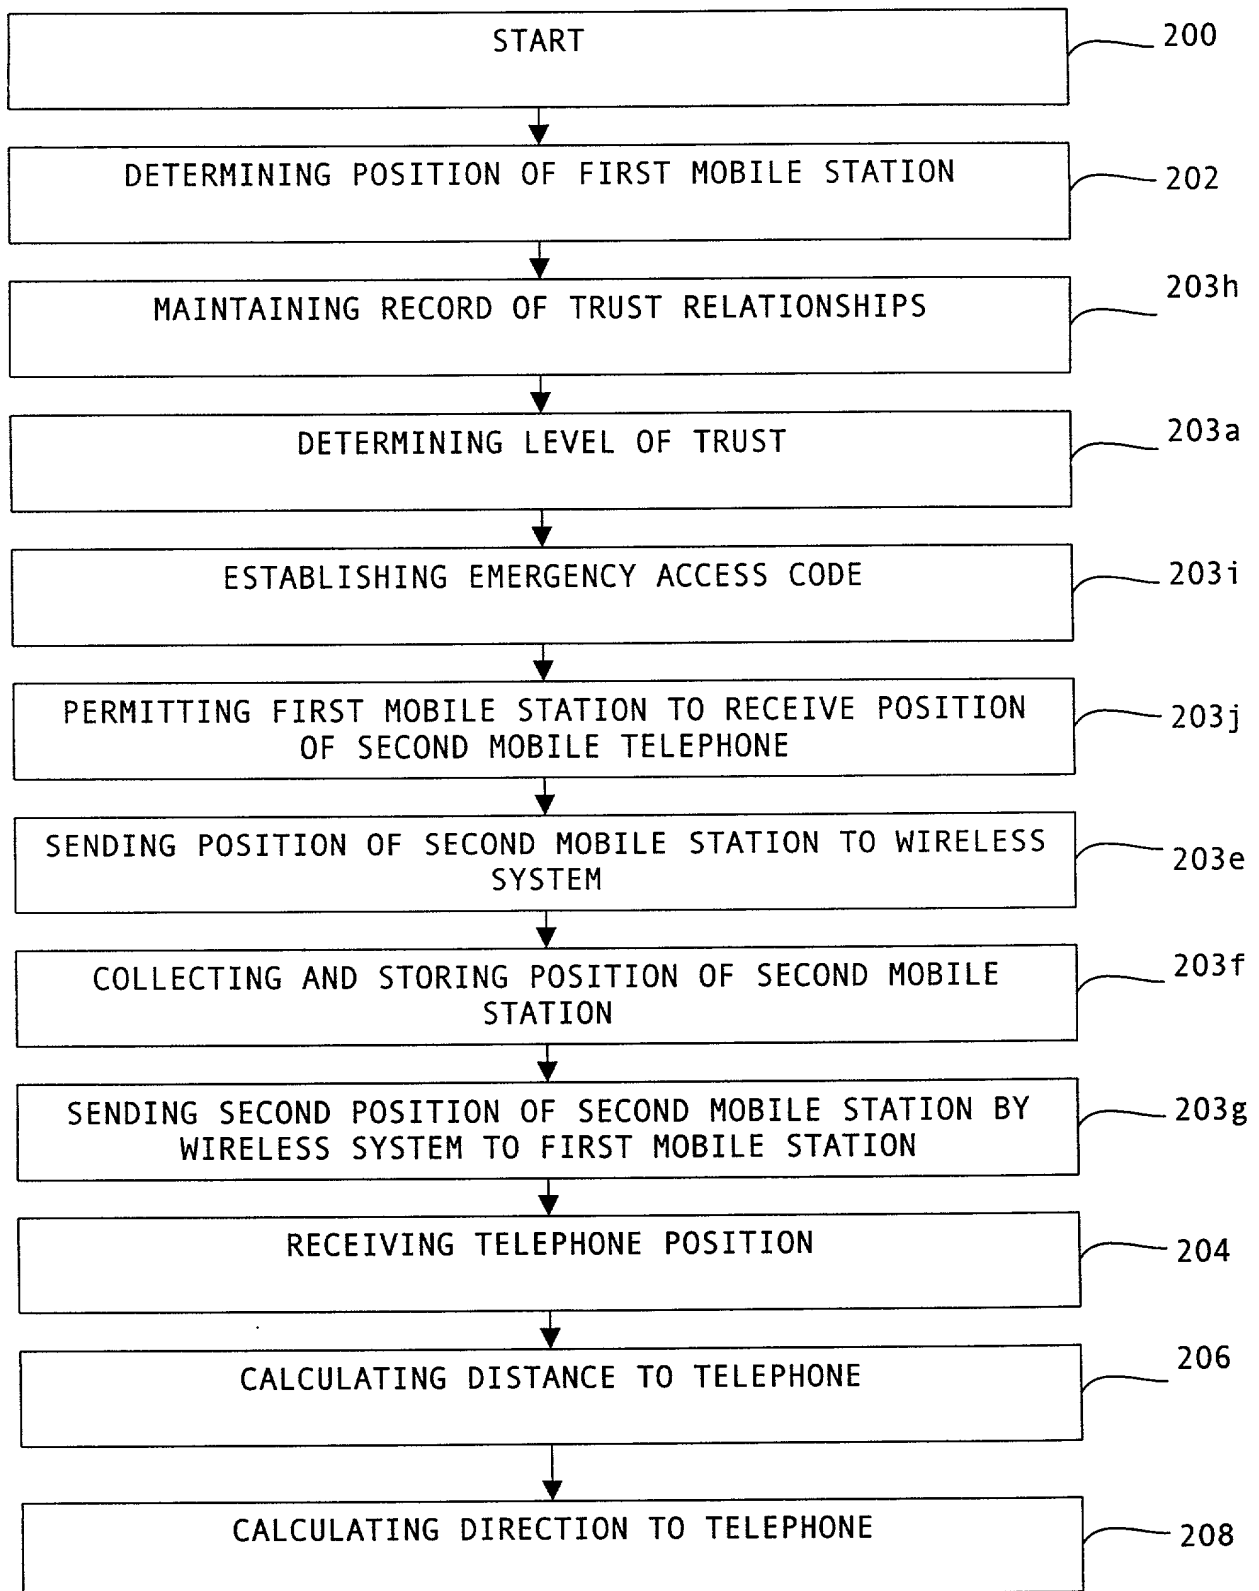 START
200
DETERMINING POSITION OF FIRST MOBILE STATION
202
MAINTAINING RECORD OF TRUST RELATIONSHIPS
203h
DETERMINING LEVEL OF TRUST
203a
ESTABLISHING EMERGENCY ACCESS CODE
203i
PERMITTING FIRST MOBILE STATION TO RECEIVE POSITION
OF SECOND MOBILE TELEPHONE
203j
SENDING POSITION OF SECOND MOBILE STATION TO WIRELESS
SYSTEM
203e
COLLECTING AND STORING POSITION OF SECOND MOBILE
STATION
203f
SENDING SECOND POSITION OF SECOND MOBILE STATION BY
WIRELESS SYSTEM TO FIRST MOBILE STATION
203g
RECEIVING TELEPHONE POSITION
204
CALCULATING DISTANCE TO TELEPHONE
206
CALCULATING DIRECTION TO TELEPHONE
208